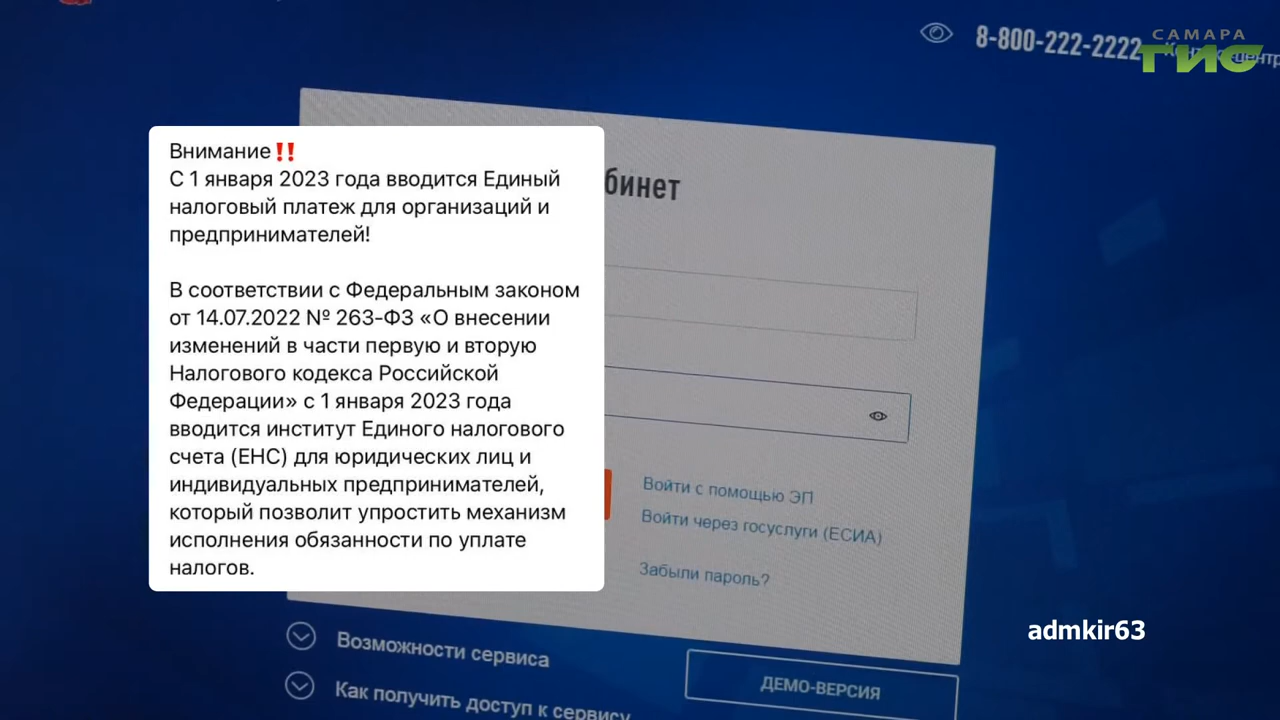 8-800-222-2222
САМАРА
ГИС
бинет
Внимание‼️
С 1 января 2023 года вводится Единый
налоговый платеж для организаций и
предпринимателей!
В соответствии с Федеральным законом
от 14.07.2022 № 263-ФЗ «О внесении
изменений в части первую и вторую
Налогового кодекса Российской
Федерации» с 1 января 2023 года
вводится институт Единого налогового
счета (ЕНС) для юридических лиц и
индивидуальных предпринимателей,
который позволит упростить механизм
исполнения обязанности по уплате
налогов.
Войти с помощью ЭП
Войти через госуслуги (ЕСИА)
Забыли пароль?
admkir63
Возможности сервиса
ДЕМО-ВЕРСИЯ
Как получить доступ к сервису